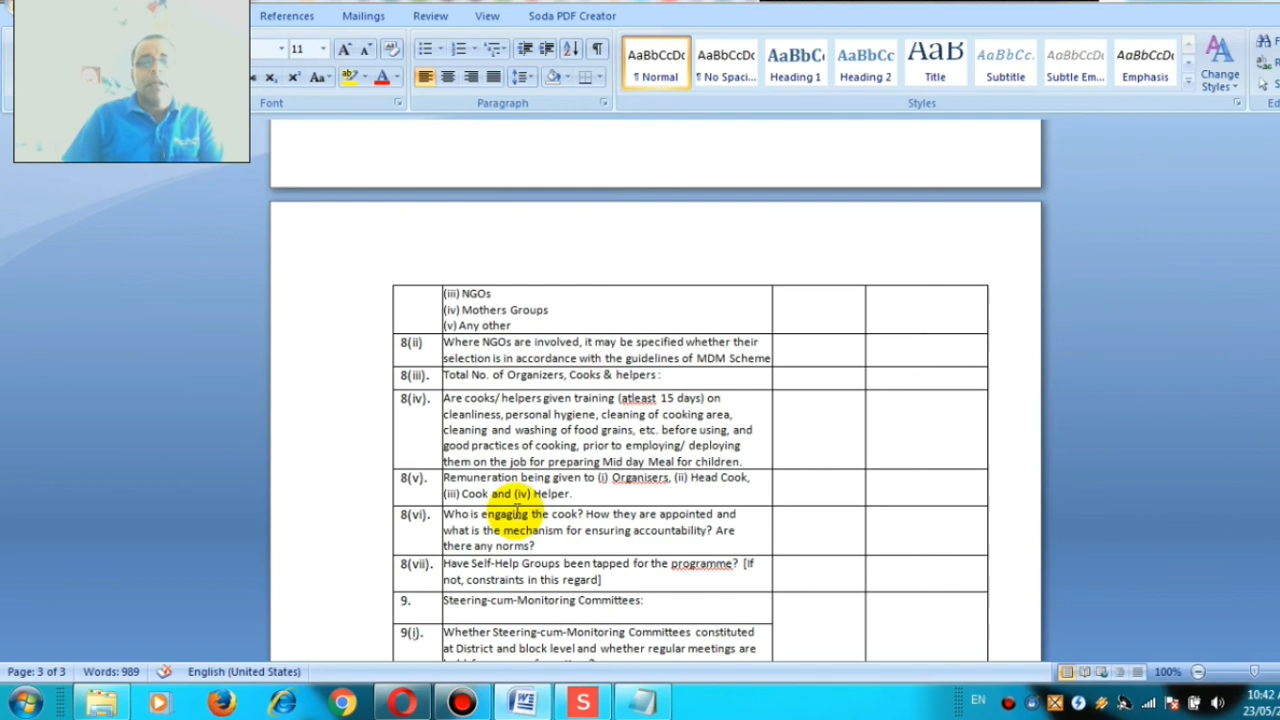 References Mailings Review View Soda PDF Creator
11
Aa
AaBbCcDc AaBbCcDc AaBbC AaBbCc AaB AaBbCc. AaBbCcDc AaBbCcDc
¶ Normal ¶ No Spaci... Heading 1 Heading 2 Title Subtitle Subtle Em... Emphasis
Change
Styles
Font Paragraph Styles
(iii) NGOs
(iv) Mothers Groups
(v) Any other
8(ii) Where NGOs are involved, it may be specified whether their
selection is in accordance with the guidelines of MDM Scheme
8(iii). Total No. of Organizers, Cooks & helpers :
8(iv). Are cooks/ helpers given training (atleast 15 days) on
cleanliness, personal hygiene, cleaning of cooking area,
cleaning and washing of food grains, etc. before using, and
good practices of cooking, prior to employing/ deploying
them on the job for preparing Mid day Meal for children.
8(v). Remuneration being given to (i) Organisers, (ii) Head Cook,
(iii) Cook and (iv) Helper.
8(vi). Who is engaging the cook? How they are appointed and
what is the mechanism for ensuring accountability? Are
there any norms?
8(vii). Have Self-Help Groups been tapped for the programme? [If
not, constraints in this regard]
9. Steering-cum-Monitoring Committees:
9(i). Whether Steering-cum-Monitoring Committees constituted
at District and block level and whether regular meetings are
Page: 3 of 3 Words: 989 English (United States) 100%
EN 10:42
23/05